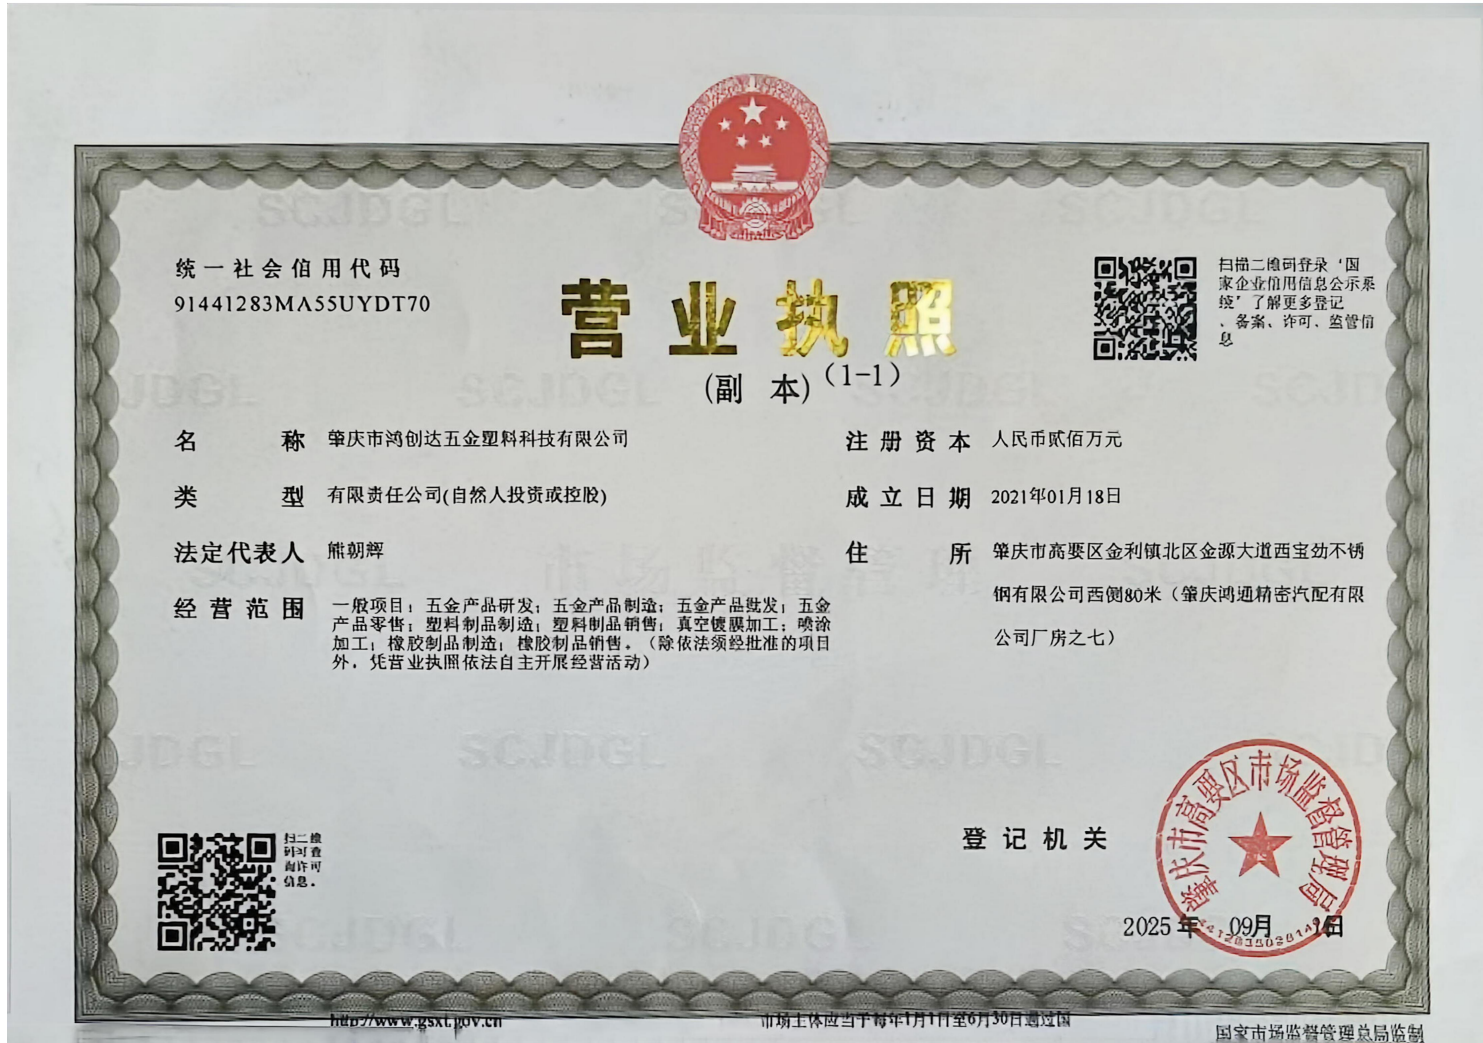 统一社会信用代码
91441283MA55UYDT70
营业执照
(副 本)(1-1)
扫描二维码登录‘国
家企业信用信息公示系
统’了解更多登记
、备案、许可、监管信
息
名 称 肇庆市鸿创达五金塑料科技有限公司
类 型 有限责任公司(自然人投资或控股)
法定代表人 熊朝辉
经营范围 一般项目：五金产品研发；五金产品制造；五金产品批发；五金
产品零售；塑料制品制造；塑料制品销售；真空镀膜加工；喷涂
加工；橡胶制品制造；橡胶制品销售。（除依法须经批准的项目
外，凭营业执照依法自主开展经营活动）
注册资本 人民币贰佰万元
成立日期 2021年01月18日
住 所 肇庆市高要区金利镇北区金源大道西宝劲不锈
钢有限公司西侧80米（肇庆鸿通精密汽配有限
公司厂房之七）
扫二维
码可查
询许可
信息。
登记机关
肇庆市高要区市场监督管理局
2025年 09月 日
http://www.gsxt.gov.cn
市场主体应当于每年1月1日至6月30日通过国
国家市场监督管理总局监制
SCJDGL
市场监督管理